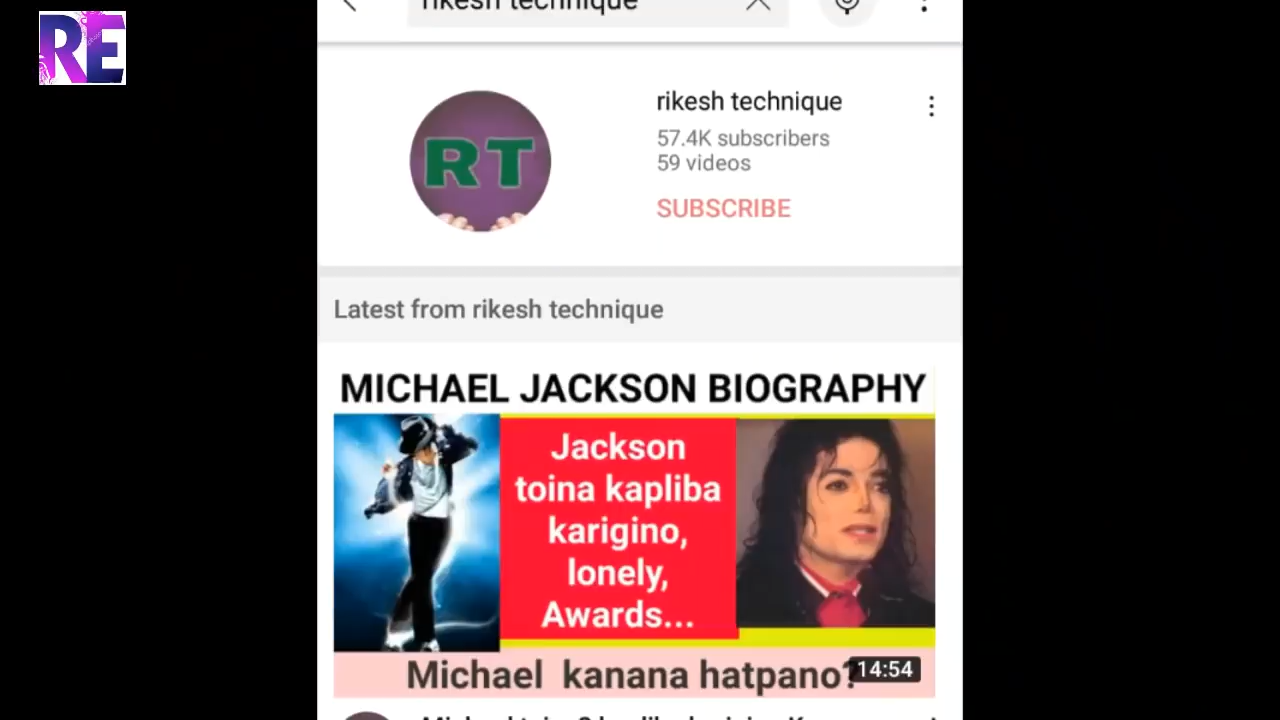 RE
rikesh technique
RT
rikesh technique
57.4K subscribers
59 videos
SUBSCRIBE
Latest from rikesh technique
MICHAEL JACKSON BIOGRAPHY
Jackson
toina kapliba
karigino,
lonely,
Awards...
Michael kanana hatpano?
14:54